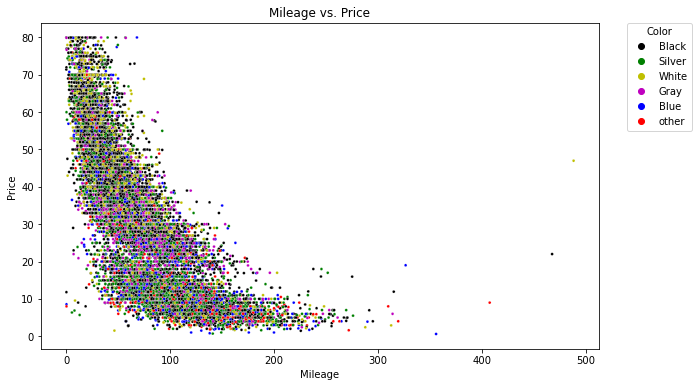 Mileage vs. Price
Color
Black
Silver
White
Gray
Blue
other
Price
80
70
60
50
40
30
20
10
0
0 100 200 300 400 500
Mileage